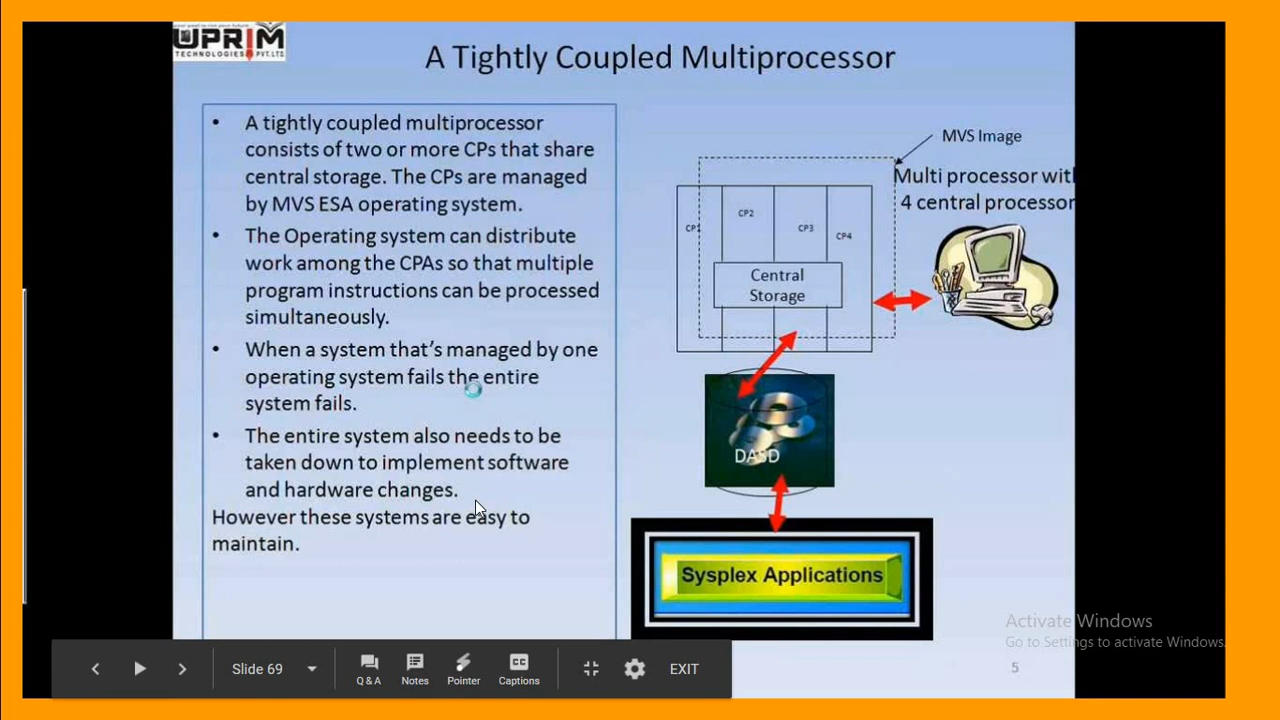 UPRIM
TECHNOLOGIES PVT.LTD
A Tightly Coupled Multiprocessor
• A tightly coupled multiprocessor
consists of two or more CPs that share
central storage. The CPs are managed
by MVS ESA operating system.
• The Operating system can distribute
work among the CPAs so that multiple
program instructions can be processed
simultaneously.
• When a system that's managed by one
operating system fails the entire
system fails.
• The entire system also needs to be
taken down to implement software
and hardware changes.
However these systems are easy to
maintain.
MVS Image
Multi processor with
4 central processor
CP1
CP2
CP3
CP4
Central
Storage
DASD
Sysplex Applications
Activate Windows
Go to Settings to activate Windows.
5
Slide 69
Q & A
Notes
Pointer
Captions
EXIT